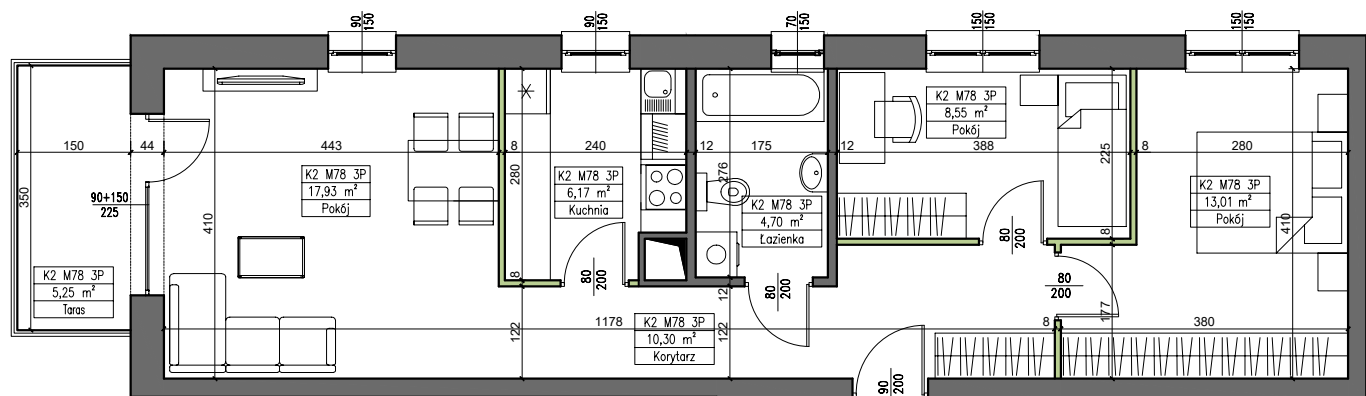 90
150
90
150
70
150
150
150
150
150
150
44
443
8
240
12
175
12
388
8
280
350
90+150
225
410
280
276
225
410
K2 M78 3P
17,93 m²
Pokój
K2 M78 3P
6,17 m²
Kuchnia
K2 M78 3P
4,70 m²
Łazienka
K2 M78 3P
8,55 m²
Pokój
K2 M78 3P
13,01 m²
Pokój
K2 M78 3P
5,25 m²
Taras
8
80
200
12
80
200
80
200
8
80
200
177
1178
122
122
K2 M78 3P
10,30 m²
Korytarz
8
380
90
200